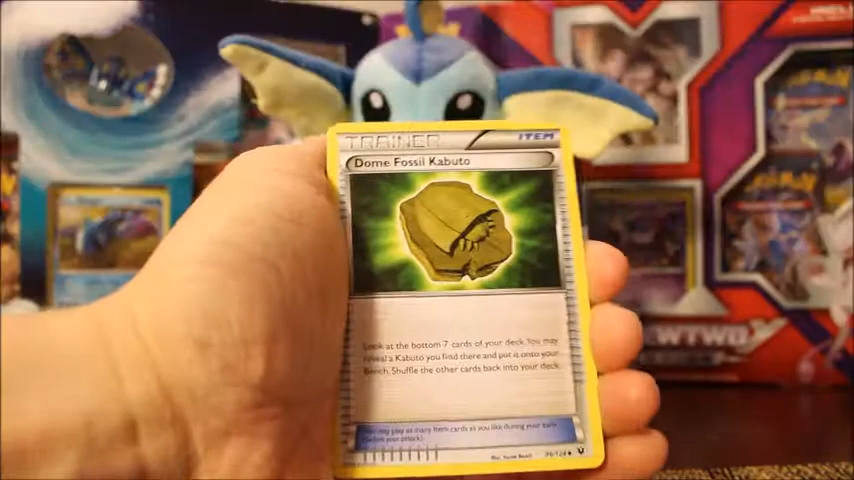 TRAINER ITEM
Dome Fossil Kabuto
Look at the bottom 7 cards of your deck. You may
reveal a Kabuto you find there and put it onto your
Bench. Shuffle the other cards back into your deck.
You may play as many Item cards as you like during your turn
(before your attack).
96/124
MEWTWO